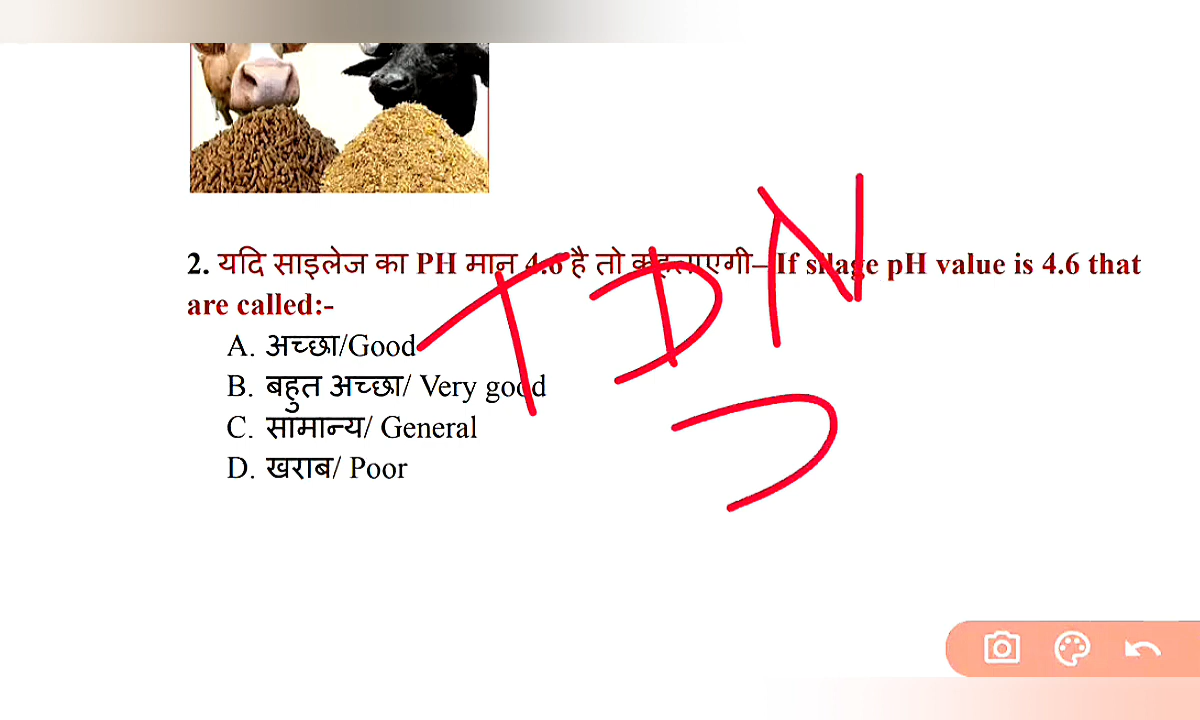 2. यदि साइलेज का PH मान 4.6 है तो कहलाएगी– If silage pH value is 4.6 that
are called:-
A. अच्छा/Good
B. बहुत अच्छा/ Very good
C. सामान्य/ General
D. खराब/ Poor
TDN